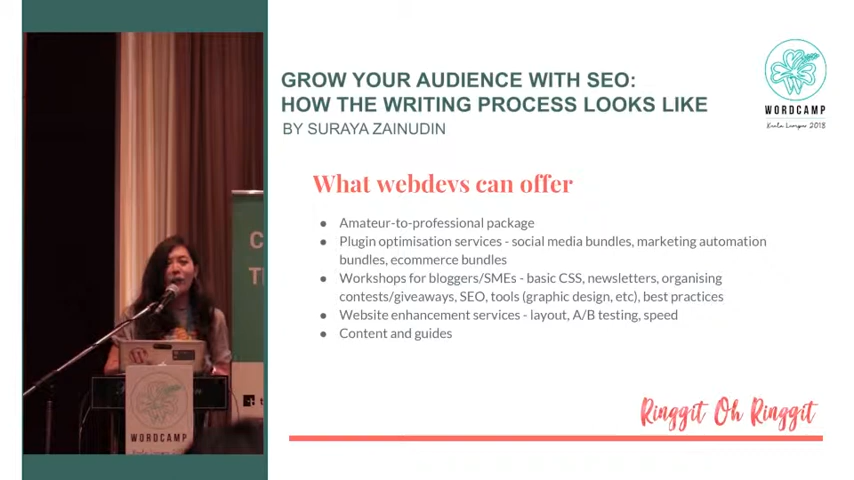 GROW YOUR AUDIENCE WITH SEO:
HOW THE WRITING PROCESS LOOKS LIKE
BY SURAYA ZAINUDIN
WORDCAMP
Kuala Lumpur 2018
What webdevs can offer
● Amateur-to-professional package
● Plugin optimisation services - social media bundles, marketing automation
bundles, ecommerce bundles
● Workshops for bloggers/SMEs - basic CSS, newsletters, organising
contests/giveaways, SEO, tools (graphic design, etc), best practices
● Website enhancement services - layout, A/B testing, speed
● Content and guides
Ringgit Oh Ringgit
WORDCAMP